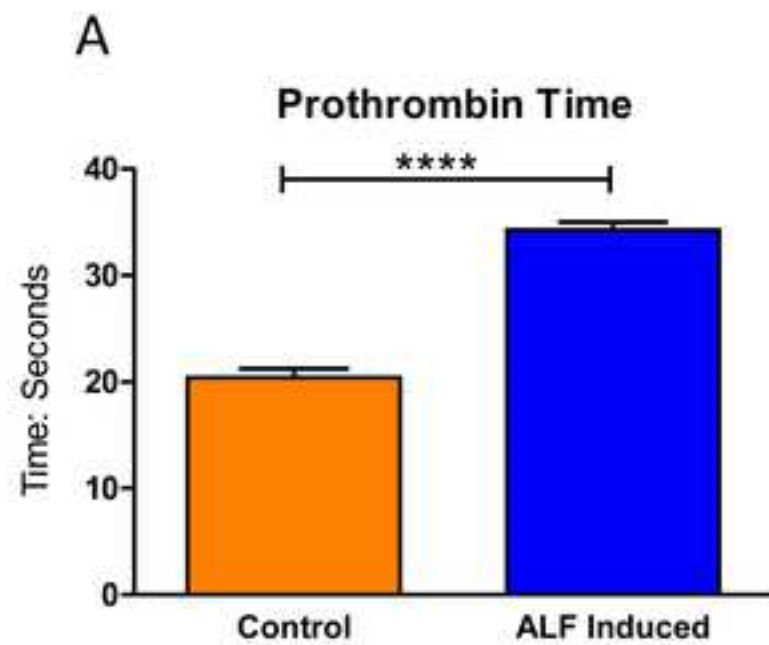 A
Prothrombin Time
****
40
30
20
10
0
Time: Seconds
Control
ALF Induced